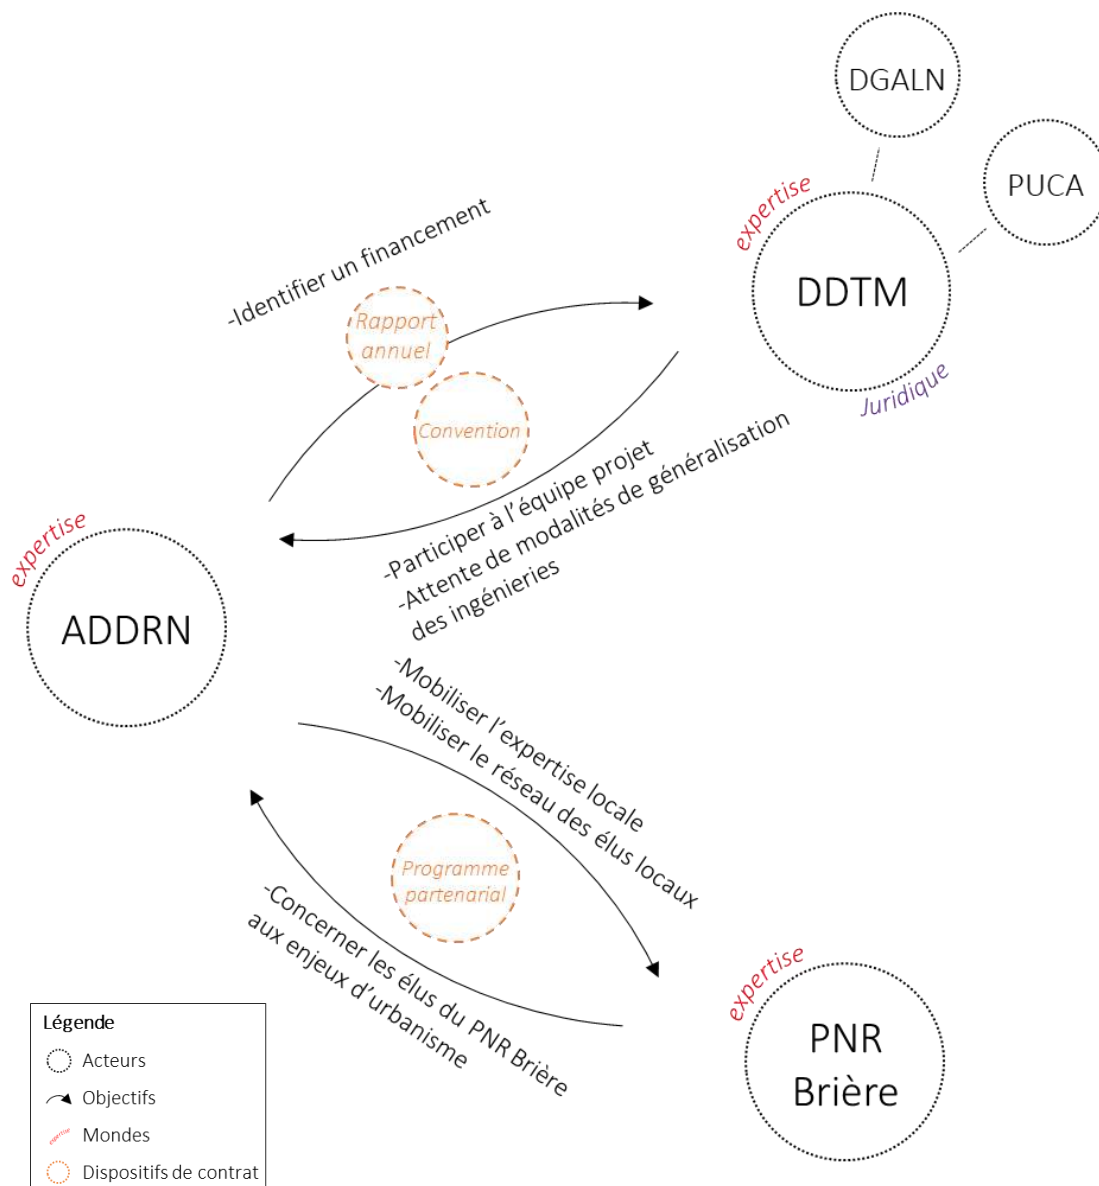 DGALN
PUCA
expertise
DDTM
Juridique
-Identifier un financement
Rapport
annuel
Convention
-Participer à l'équipe projet
-Attente de modalités de généralisation
des ingénieries
expertise
ADDRN
-Mobiliser l'expertise locale
-Mobiliser le réseau des élus locaux
Programme
partenarial
-Concerner les élus du PNR Brière
aux enjeux d'urbanisme
expertise
PNR
Brière
Légende
Acteurs
Objectifs
expertise
Mondes
Dispositifs de contrat